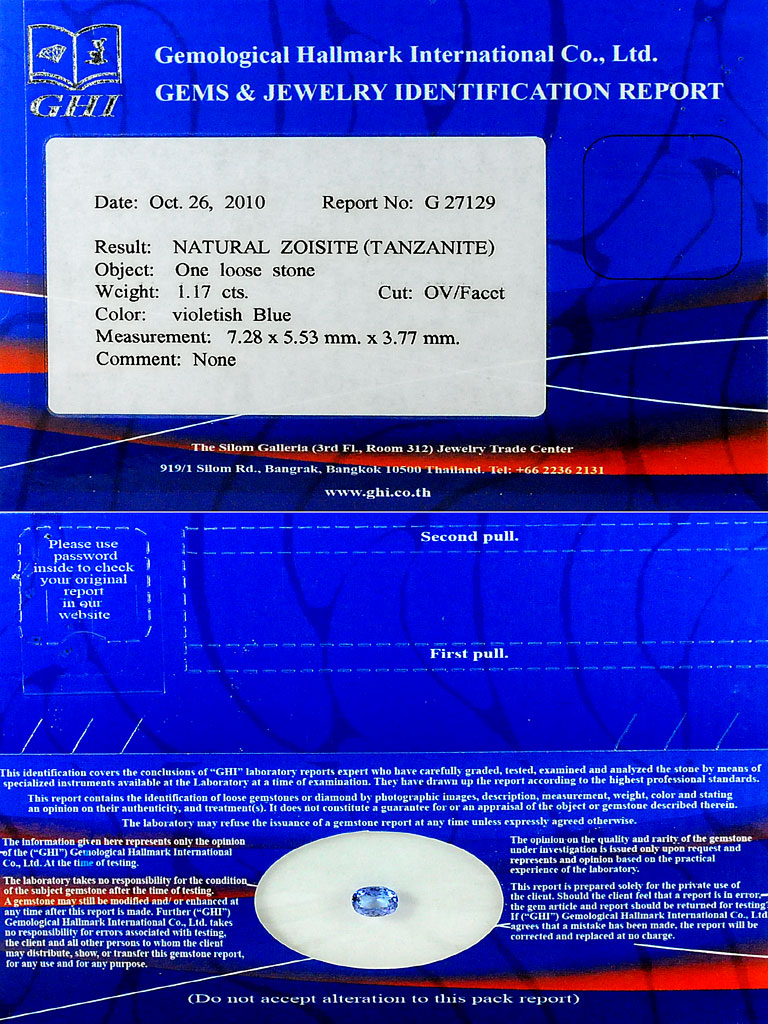 GHI
Gemological Hallmark International Co., Ltd.
GEMS & JEWELRY IDENTIFICATION REPORT
Date: Oct. 26, 2010 Report No: G 27129
Result: NATURAL ZOISITE (TANZANITE)
Object: One loose stone
Weight: 1.17 cts. Cut: OV/Facet
Color: violetish Blue
Measurement: 7.28 x 5.53 mm. x 3.77 mm.
Comment: None
The Silom Galleria (3rd Fl., Room 312) Jewelry Trade Center
919/1 Silom Rd., Bangrak, Bangkok 10500 Thailand. Tel: +66 2236 2131
www.ghi.co.th
Please use
password
inside to check
your original
report
in our
website
Second pull.
First pull.
This identification covers the conclusions of “GHI” laboratory reports expert who have carefully graded, tested, examined and analyzed the stone by means of
specialized instruments available at the Laboratory at a time of examination. They have drawn up the report according to the highest professional standards.
This report contains the identification of loose gemstones or diamond by photographic images, description, measurement, weight, color and stating
an opinion on their authenticity, and treatment(s). It does not constitute a guarantee for or an appraisal of the object or gemstone described therein.
The laboratory may refuse the issuance of a gemstone report at any time unless expressly agreed otherwise.
The information given here represents only the opinion
of the (“GHI”) Gemological Hallmark International
Co., Ltd. At the time of testing.
The laboratory takes no responsibility for the condition
of the subject gemstone after the time of testing.
A gemstone may still be modified and/ or enhanced at
any time after this report is made. Further (“GHI”)
Gemological Hallmark International Co., Ltd. takes
no responsibility for errors associated with testing,
the client and all other persons to whom the client
may distribute, show, or transfer this gemstone report,
for any use and for any purpose.
The opinion on the quality and rarity of the gemstone
under investigation is issued only upon request and
represents and opinion based on the practical
experience of the laboratory.
This report is prepared solely for the private use of
the client. Should the client feel that a report is in error,
the gem article and report should be returned for testing
If (“GHI”) Gemological Hallmark International Co., Ltd
agrees that a mistake has been made, the report will be
corrected and replaced at no charge.
(Do not accept alteration to this pack report)